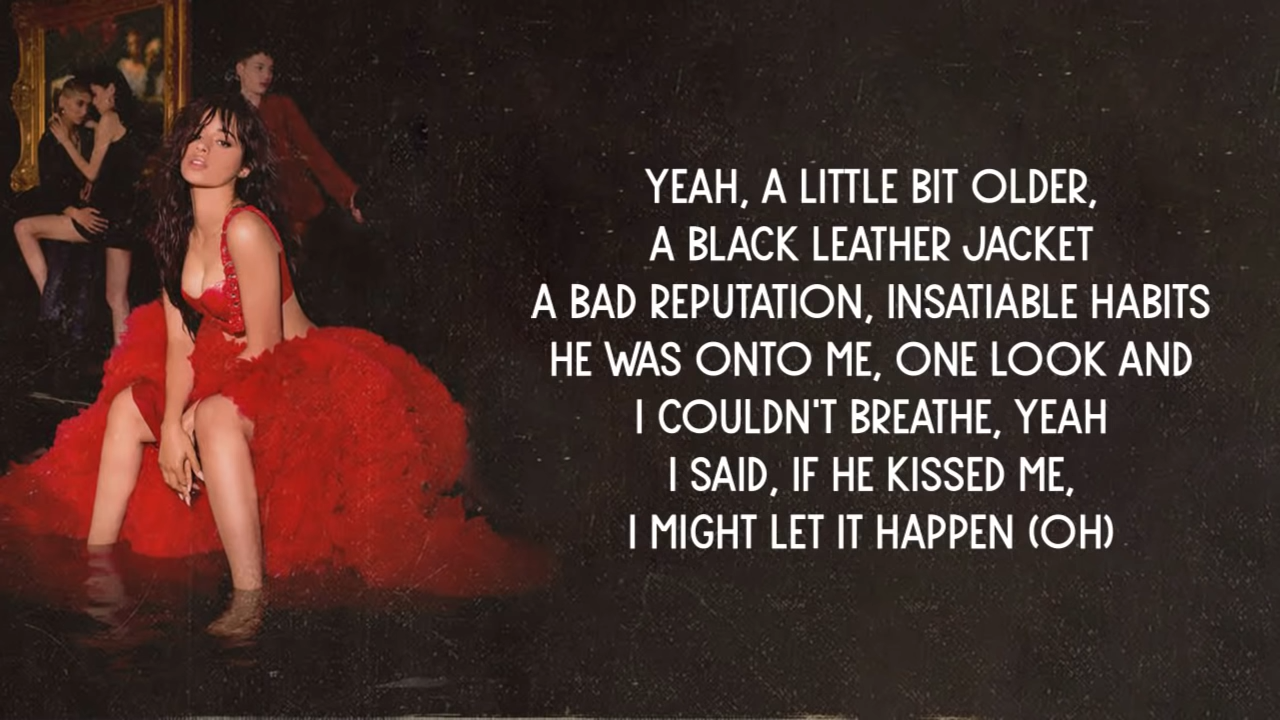 YEAH, A LITTLE BIT OLDER,
A BLACK LEATHER JACKET
A BAD REPUTATION, INSATIABLE HABITS
HE WAS ONTO ME, ONE LOOK AND
I COULDN'T BREATHE, YEAH
I SAID, IF HE KISSED ME,
I MIGHT LET IT HAPPEN (OH)